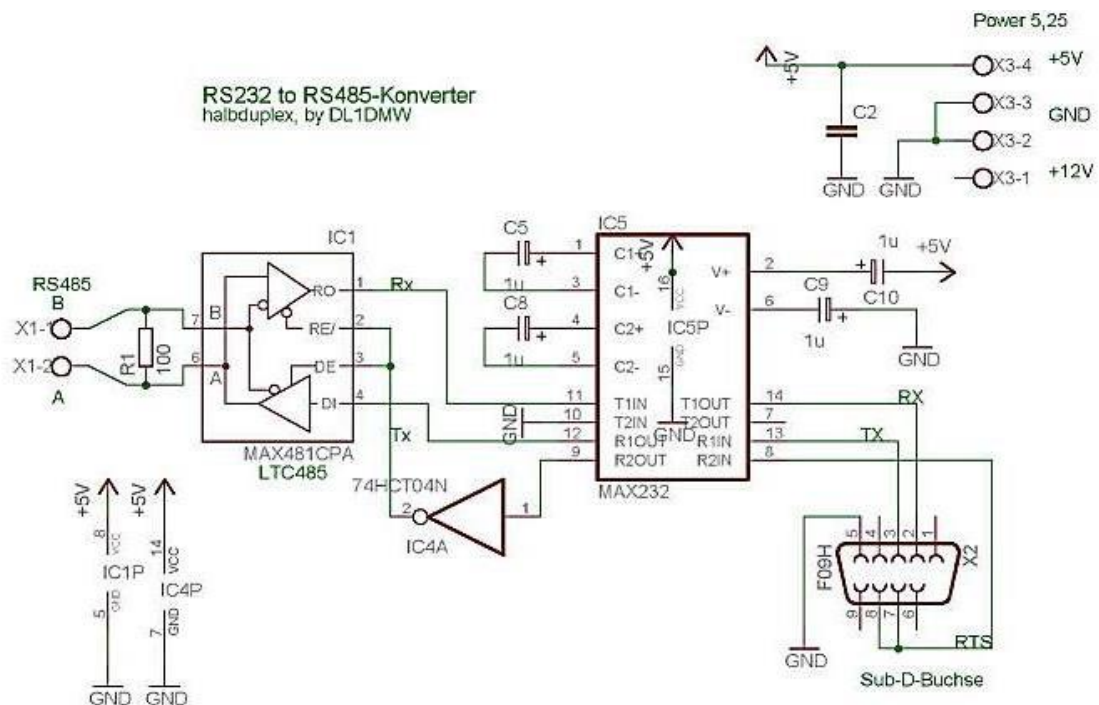 Power 5,25
+5V
X3-4
+5V
X3-3
GND
X3-2
X3-1
+12V
C2
GND
GND
RS232 to RS485-Konverter
halbduplex, by DL1DMW
IC1
RS485
B
X1-1
X1-2
A
R1
100
7
B
6
A
RO
1
Rx
RE/
2
DE
3
DI
4
Tx
MAX481CPA
LTC485
C5
+
1u
C8
+
1u
IC5
1
C1+
3
C1-
4
C2+
5
C2-
11
T1IN
10
T2IN
GND
12
R1OUT
9
R2OUT
+5V
16
VCC
IC5P
GND
15
GND
V+
2
V-
6
T1OUT
14
T2OUT
7
R1IN
13
R2IN
8
MAX232
1u
+
+5V
C9
C10
+
1u
GND
RX
TX
74HCT04N
2
1
IC4A
+5V
8
VCC
IC1P
GND
5
GND
+5V
14
VCC
IC4P
GND
7
GND
F09H
5
4
3
2
1
X2
9
8
7
6
RTS
GND
Sub-D-Buchse